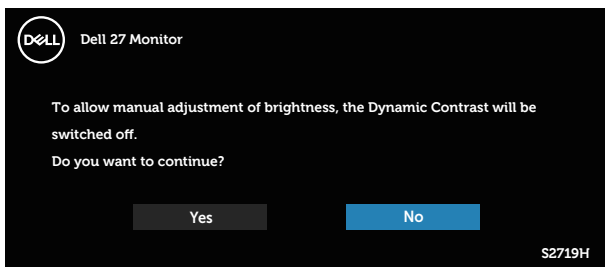 DELL
Dell 27 Monitor
To allow manual adjustment of brightness, the Dynamic Contrast will be
switched off.
Do you want to continue?
Yes No
S2719H